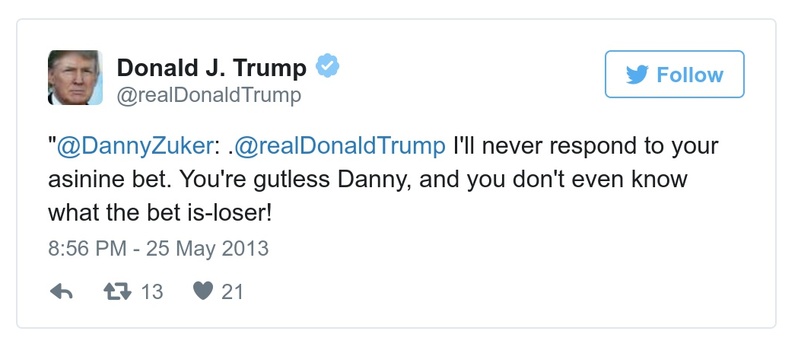 Donald J. Trump
@realDonaldTrump
Follow
"@DannyZuker: .@realDonaldTrump I'll never respond to your
asinine bet. You're gutless Danny, and you don't even know
what the bet is-loser!
8:56 PM - 25 May 2013
13 21